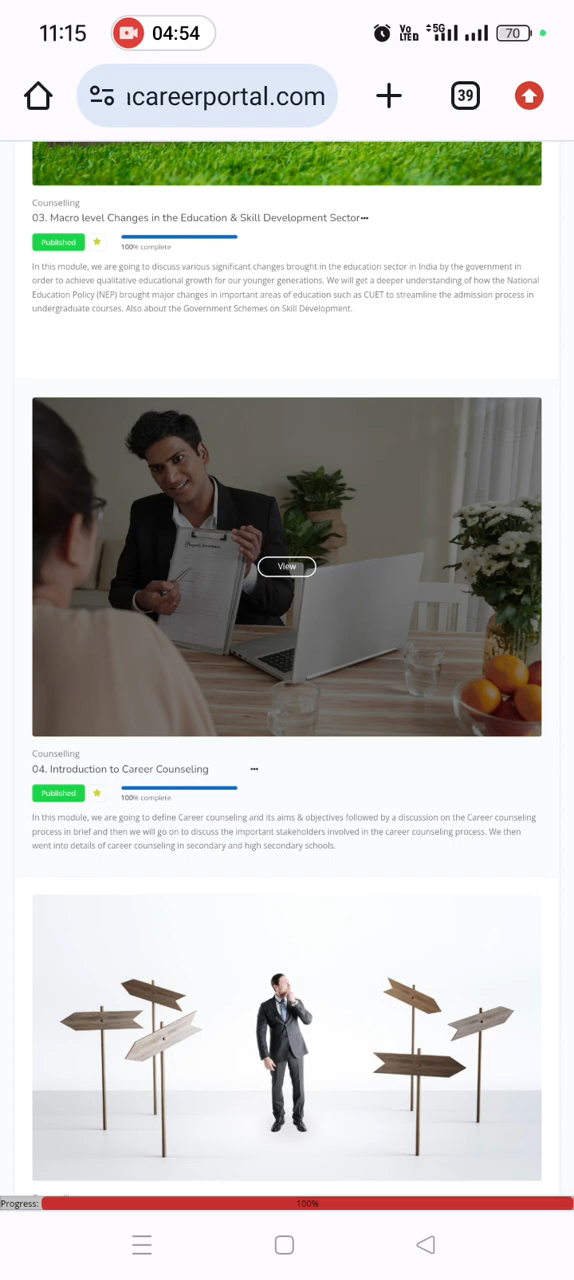 11:15
04:54
Vo
LTED
5G
70
ıcareerportal.com
39
Counselling
03. Macro level Changes in the Education & Skill Development Sector•••
Published
100% complete
In this module, we are going to discuss various significant changes brought in the education sector in India by the government in
order to achieve qualitative educational growth for our younger generations. We will get a deeper understanding of how the National
Education Policy (NEP) brought major changes in important areas of education such as CUET to streamline the admission process in
undergraduate courses. Also about the Government Schemes on Skill Development.
View
Counselling
04. Introduction to Career Counseling •••
Published
100% complete
In this module, we are going to define Career counseling and its aims & objectives followed by a discussion on the Career counseling
process in brief and then we will go on to discuss the important stakeholders involved in the career counseling process. We then
went into details of career counseling in secondary and high secondary schools.
Progress: 100%